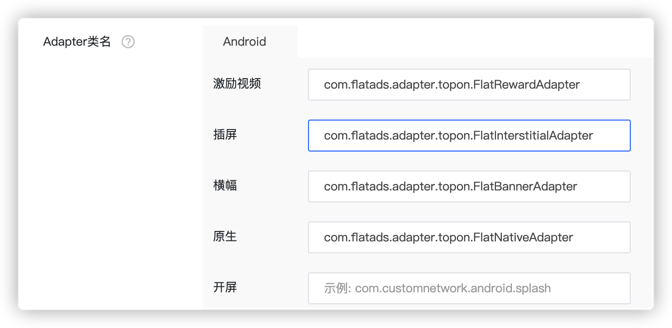 Adapter类名 ?
Android
激励视频 com.flatads.adapter.topon.FlatRewardAdapter
插屏 com.flatads.adapter.topon.FlatInterstitialAdapter
横幅 com.flatads.adapter.topon.FlatBannerAdapter
原生 com.flatads.adapter.topon.FlatNativeAdapter
开屏 示例: com.customnetwork.android.splash